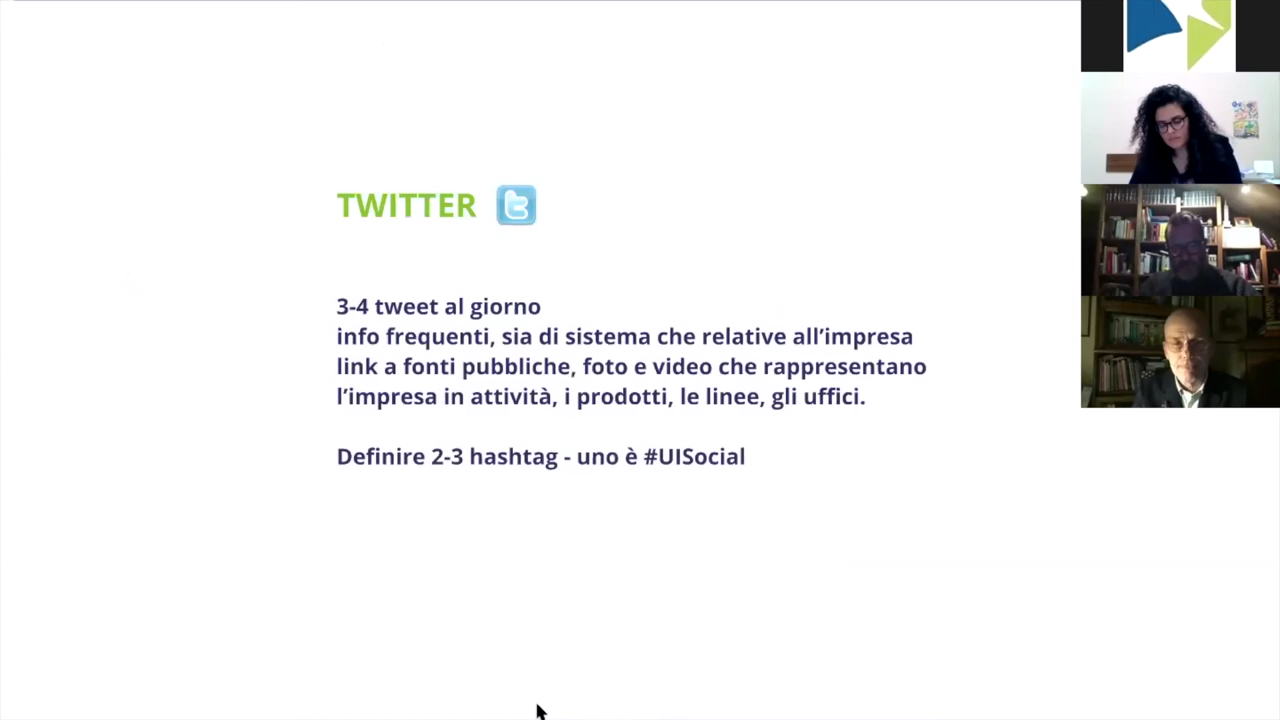 TWITTER
3-4 tweet al giorno
info frequenti, sia di sistema che relative all’impresa
link a fonti pubbliche, foto e video che rappresentano
l’impresa in attività, i prodotti, le linee, gli uffici.
Definire 2-3 hashtag - uno è #UISocial